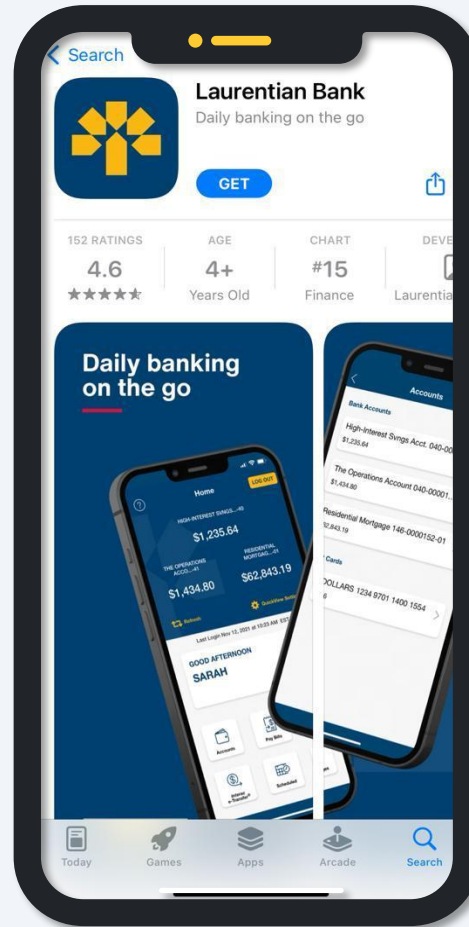 Search
Laurentian Bank
Daily banking on the go
GET
152 RATINGS
4.6
AGE
4+
Years Old
CHART
#15
Finance
DEVE
Laurentia
Daily banking
on the go
Home
LOG OUT
HIGH-INTEREST SVNGS...-40
$1,235.64
THE OPERATIONS
ACCO...-41
$1,434.80
RESIDENTIAL
MORTGAG...-01
$62,843.19
Refresh
QuickView
Last Login Nov 12, 2021 at 10:23 AM EST
GOOD AFTERNOON
SARAH
Accounts
Pay Bills
Interac
e-Transfer
Scheduled
Accounts
Bank Accounts
High-Interest Svngs Acct. 040-00
$1,235.64
The Operations Account 040-00001...
$1,434.80
Residential Mortgage 146-0000152-01
62,843.19
Cards
DOLLARS 1234 9701 1400 1554
Today
Games
Apps
Arcade
Search